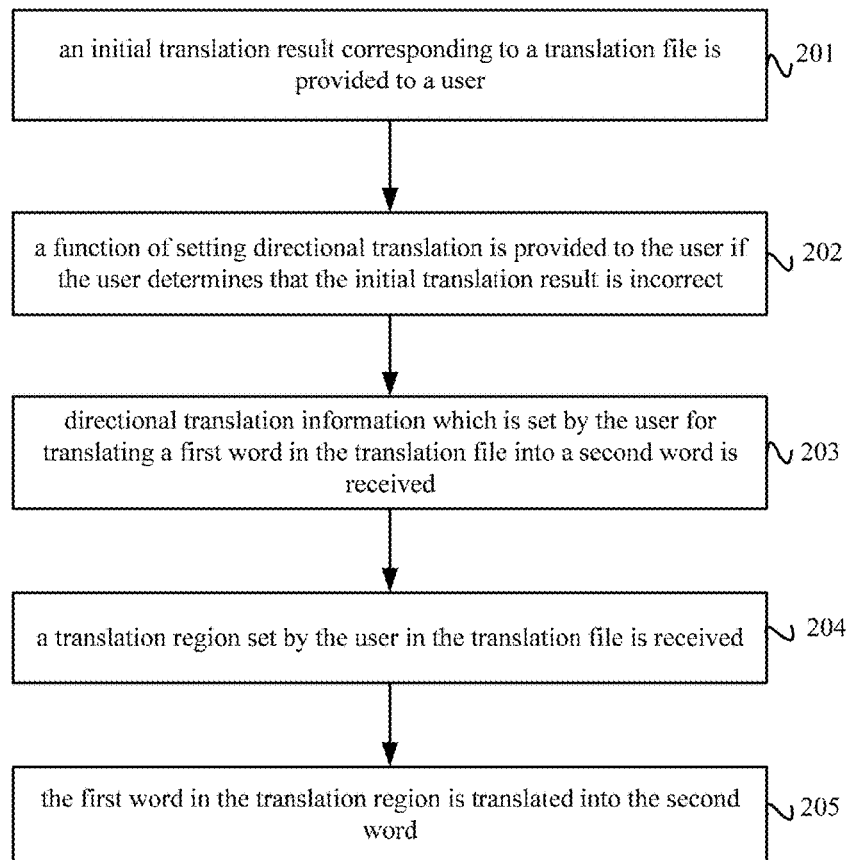 an initial translation result corresponding to a translation file is
provided to a user
201
a function of setting directional translation is provided to the user if
the user determines that the initial translation result is incorrect
202
directional translation information which is set by the user for
translating a first word in the translation file into a second word is
received
203
a translation region set by the user in the translation file is received
204
the first word in the translation region is translated into the second
word
205